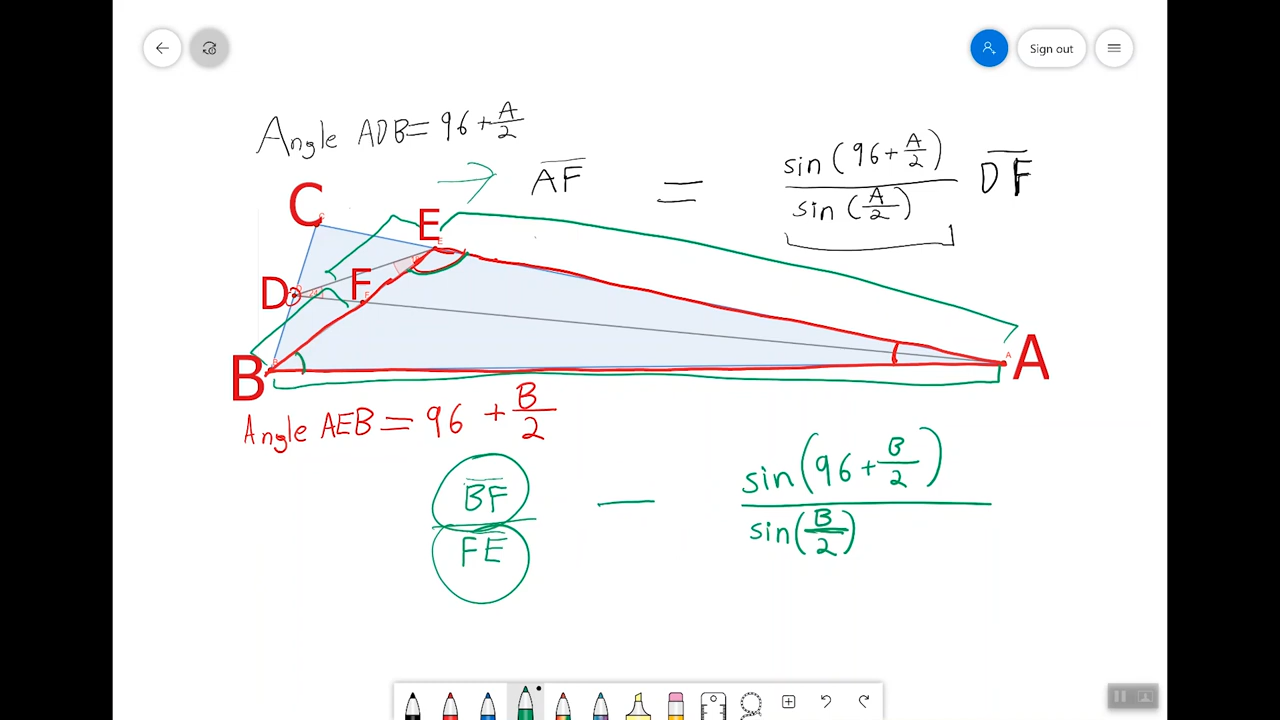 Sign out
Angle ADB = 96 + A/2
→ AF = sin (96 + A/2) / sin (A/2) DF
C
E
D
F
B
A
Angle AEB = 96 + B/2
BF / FE — sin (96 + B/2) / sin (B/2)